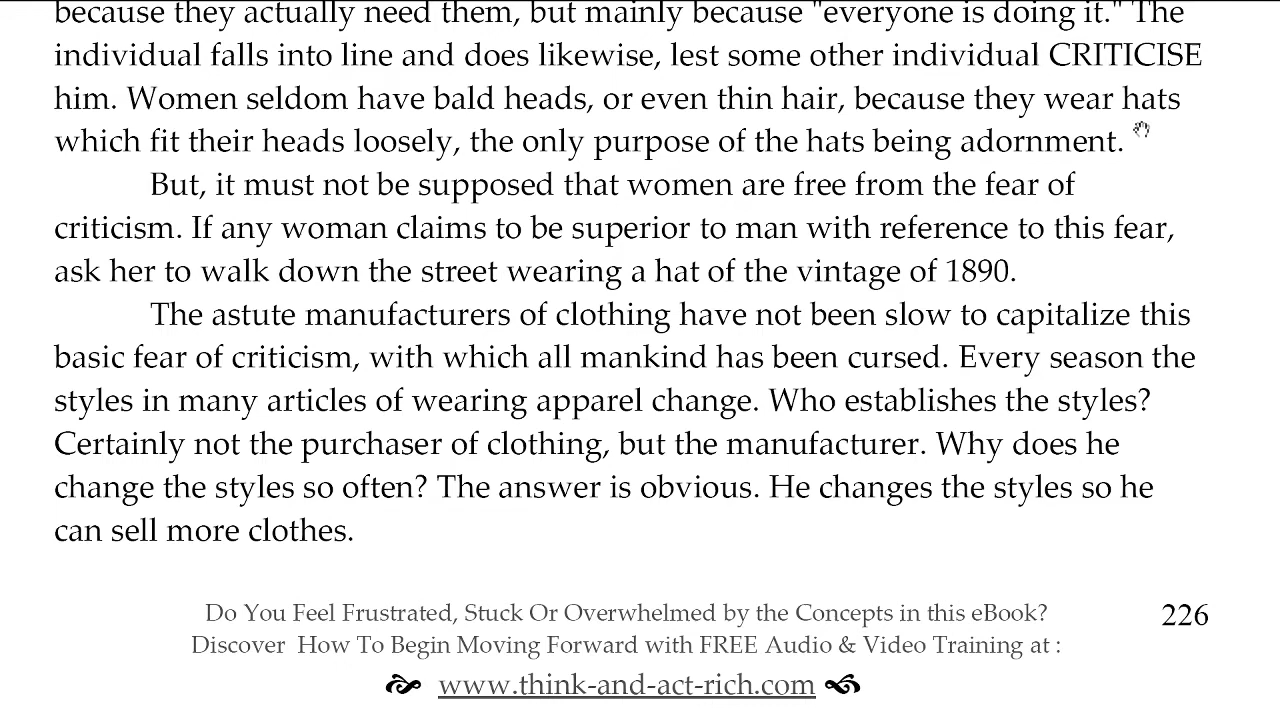 because they actually need them, but mainly because "everyone is doing it." The
individual falls into line and does likewise, lest some other individual CRITICISE
him. Women seldom have bald heads, or even thin hair, because they wear hats
which fit their heads loosely, the only purpose of the hats being adornment.
But, it must not be supposed that women are free from the fear of
criticism. If any woman claims to be superior to man with reference to this fear,
ask her to walk down the street wearing a hat of the vintage of 1890.
The astute manufacturers of clothing have not been slow to capitalize this
basic fear of criticism, with which all mankind has been cursed. Every season the
styles in many articles of wearing apparel change. Who establishes the styles?
Certainly not the purchaser of clothing, but the manufacturer. Why does he
change the styles so often? The answer is obvious. He changes the styles so he
can sell more clothes.
Do You Feel Frustrated, Stuck Or Overwhelmed by the Concepts in this eBook?
226
Discover How To Begin Moving Forward with FREE Audio & Video Training at :
www.think-and-act-rich.com